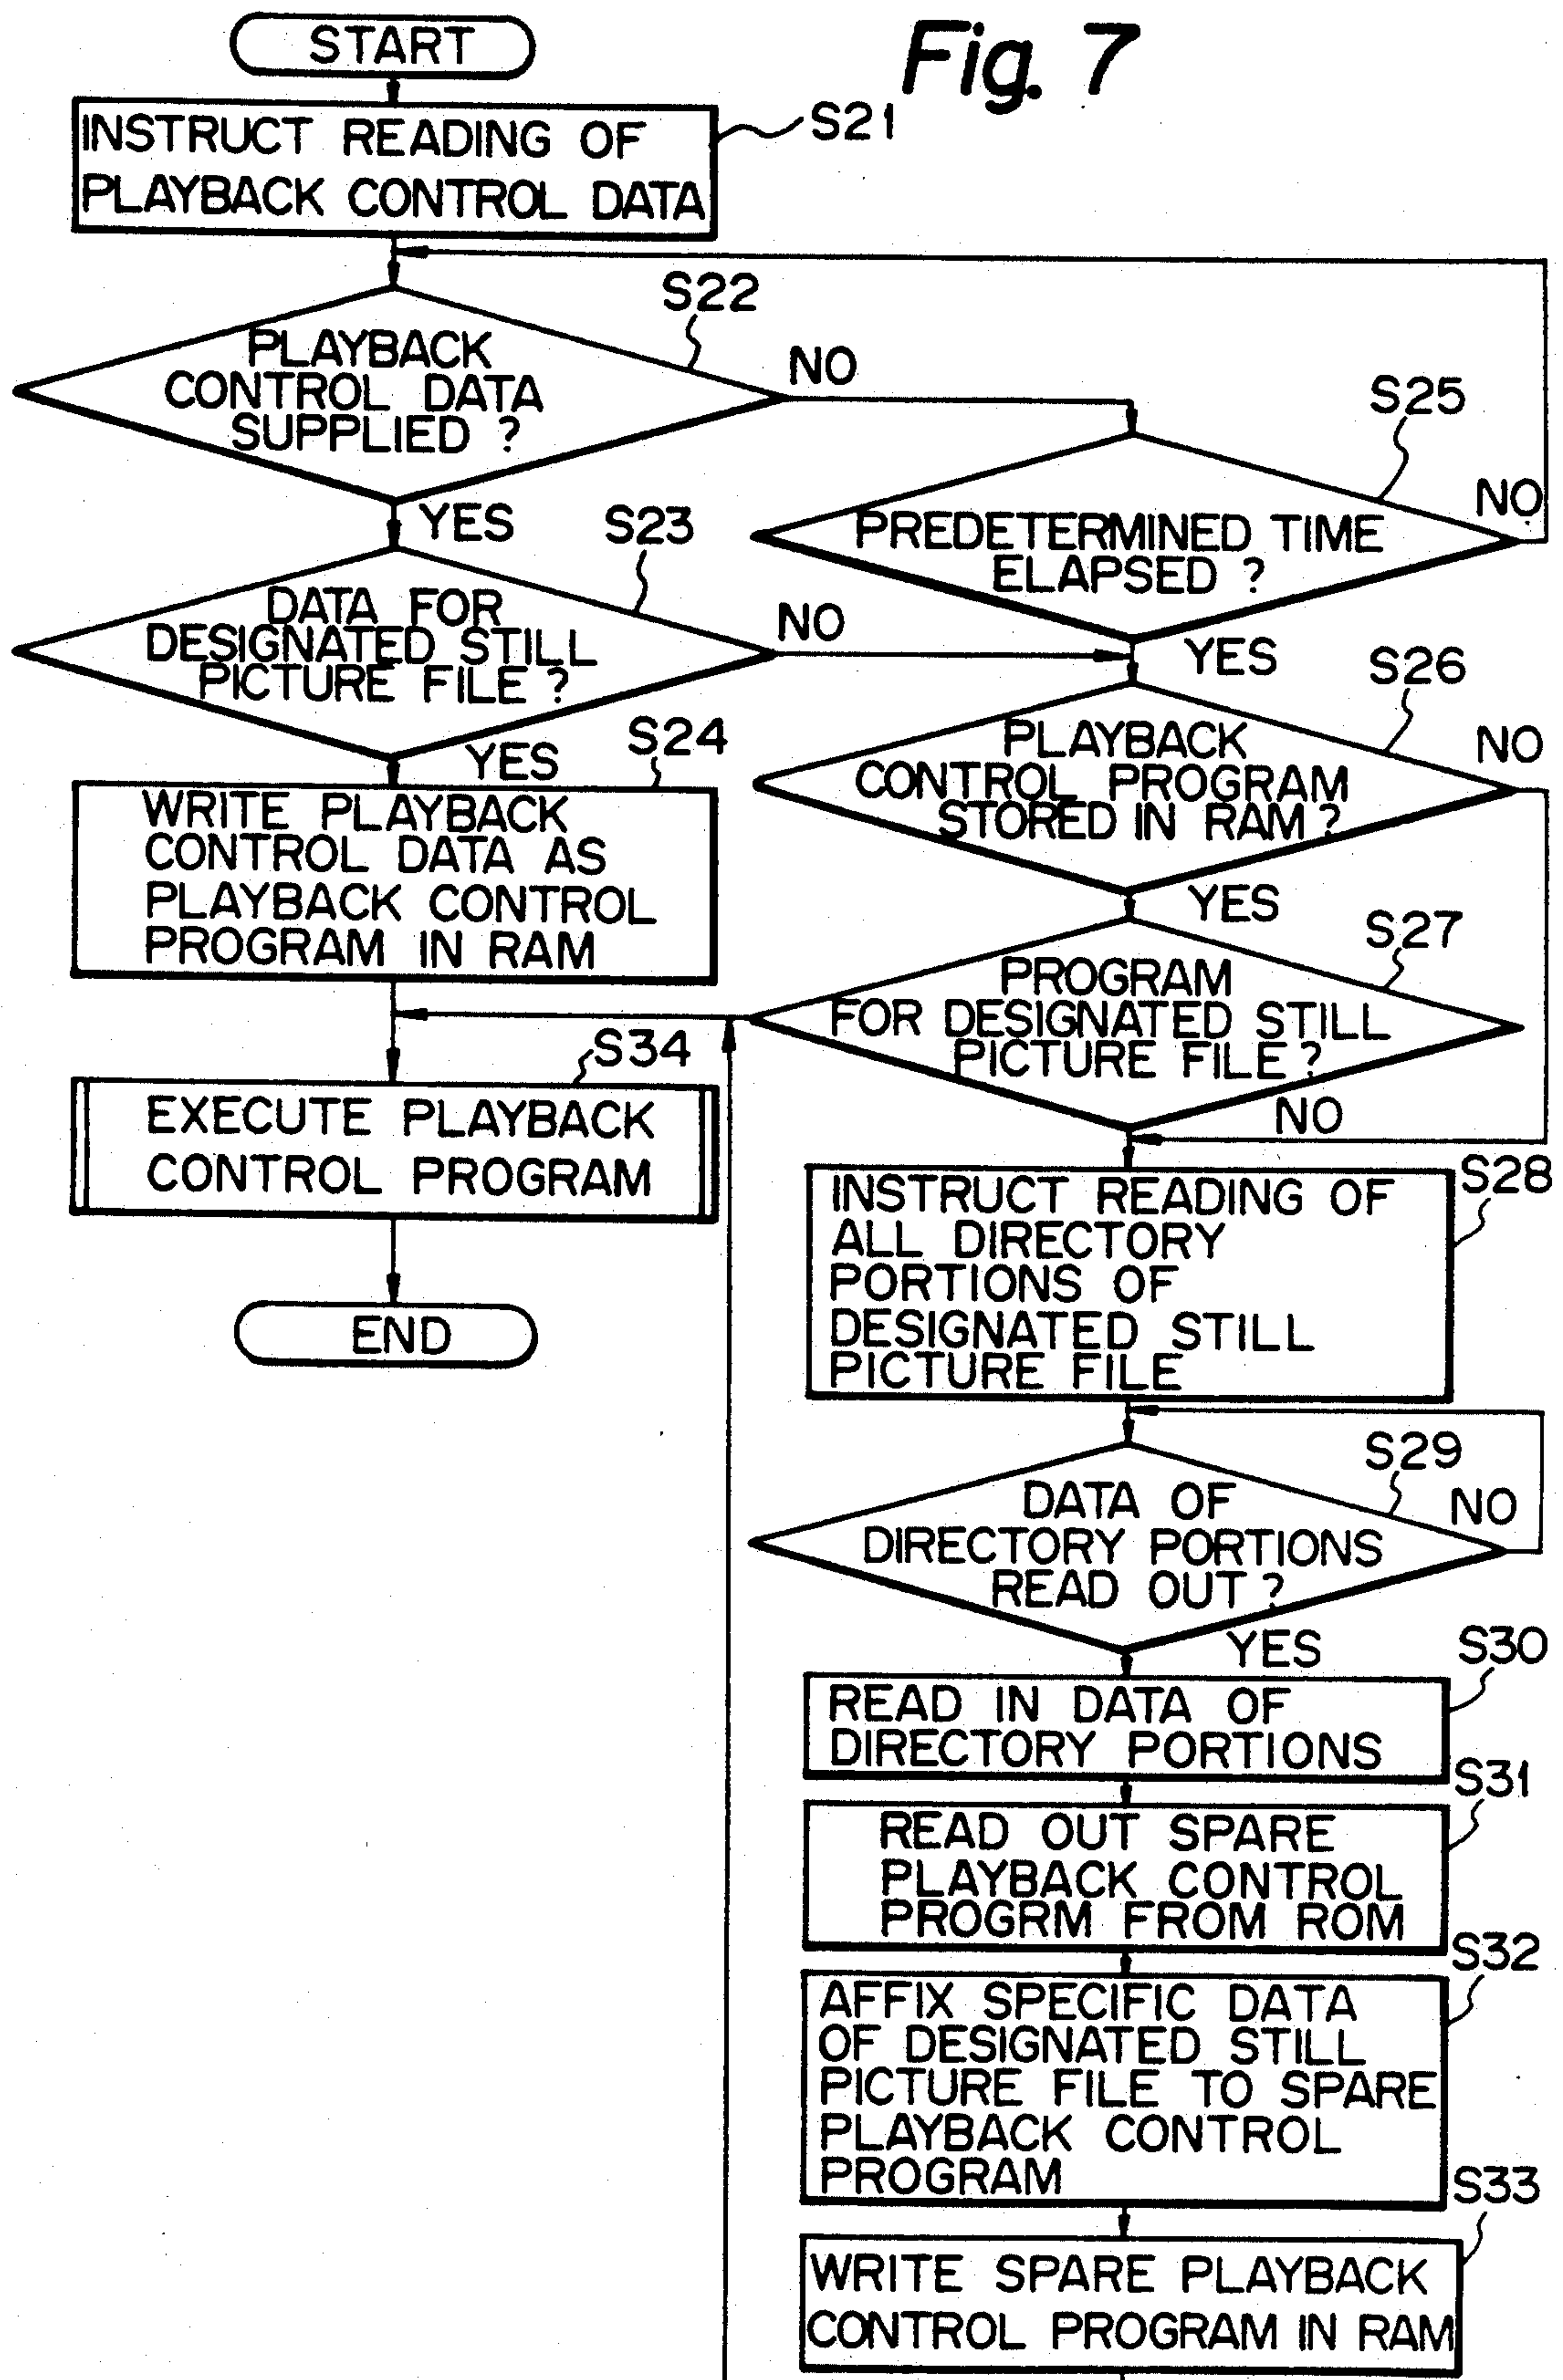 Fig. 7
START
INSTRUCT READING OF
PLAYBACK CONTROL DATA
S21
PLAYBACK
CONTROL DATA
SUPPLIED ?
S22
NO
YES
DATA FOR
DESIGNATED STILL
PICTURE FILE ?
S23
NO
YES
S24
WRITE PLAYBACK
CONTROL DATA AS
PLAYBACK CONTROL
PROGRAM IN RAM
S34
EXECUTE PLAYBACK
CONTROL PROGRAM
END
S25
PREDETERMINED TIME
ELAPSED ?
NO
YES
S26
PLAYBACK
CONTROL PROGRAM
STORED IN RAM ?
NO
YES
S27
PROGRAM
FOR DESIGNATED STILL
PICTURE FILE ?
NO
S28
INSTRUCT READING OF
ALL DIRECTORY
PORTIONS OF
DESIGNATED STILL
PICTURE FILE
S29
DATA OF
DIRECTORY PORTIONS
READ OUT ?
NO
YES
S30
READ IN DATA OF
DIRECTORY PORTIONS
S31
READ OUT SPARE
PLAYBACK CONTROL
PROGRM FROM ROM
S32
AFFIX SPECIFIC DATA
OF DESIGNATED STILL
PICTURE FILE TO SPARE
PLAYBACK CONTROL
PROGRAM
S33
WRITE SPARE PLAYBACK
CONTROL PROGRAM IN RAM